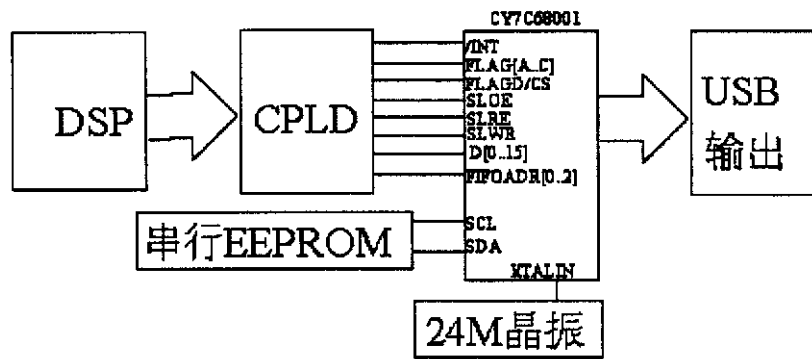 CY7C68001
DSP
CPLD
/INT
FLAG[A..C]
FLAGD/CS
SLOE
SLRE
SLWR
D[0..15]
FIFOADR[0..2]
SCL
SDA
XTALIN
USB
输出
串行EEPROM
24M晶振